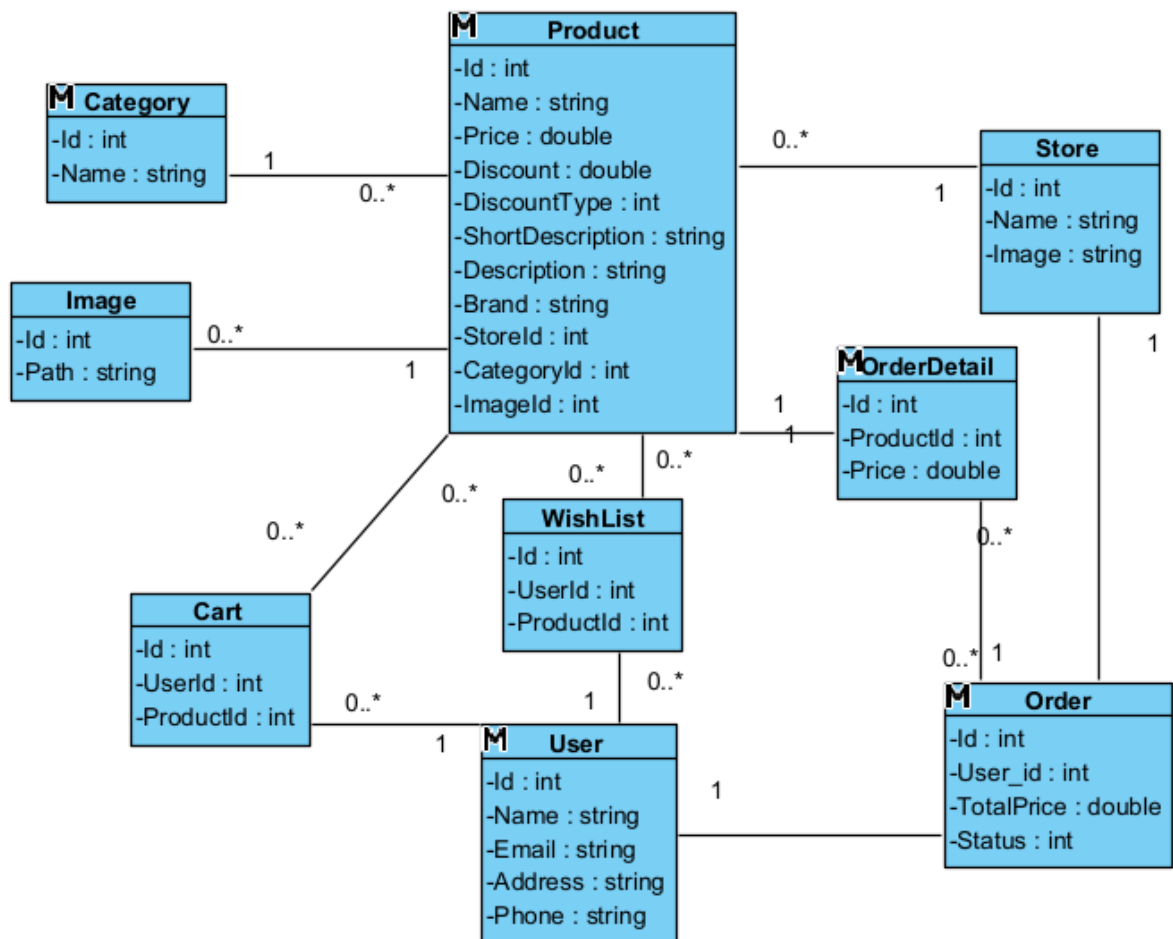 M Product
-Id : int
-Name : string
-Price : double
-Discount : double
-DiscountType : int
-ShortDescription : string
-Description : string
-Brand : string
-StoreId : int
-CategoryId : int
-ImageId : int
M Category
-Id : int
-Name : string
1
0..*
0..*
1
Store
-Id : int
-Name : string
-Image : string
Image
-Id : int
-Path : string
0..*
1
1
M OrderDetail
-Id : int
-ProductId : int
-Price : double
1
1
0..*
0..*
0..*
0..*
WishList
-Id : int
-UserId : int
-ProductId : int
0..*
Cart
-Id : int
-UserId : int
-ProductId : int
0..*
1
1
0..*
0..*
1
M User
-Id : int
-Name : string
-Email : string
-Address : string
-Phone : string
1
M Order
-Id : int
-User_id : int
-TotalPrice : double
-Status : int